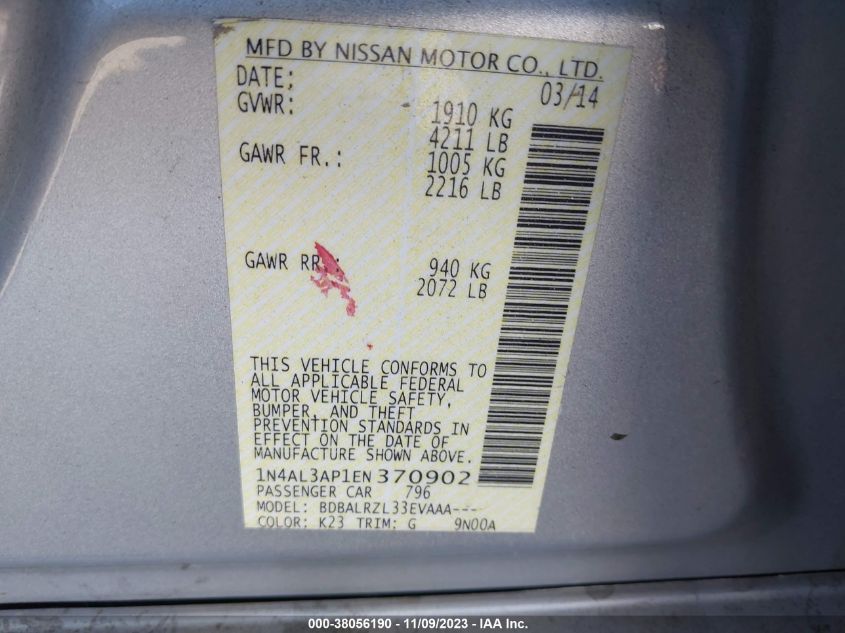 MFD BY NISSAN MOTOR CO., LTD.
DATE; 03/14
GVWR: 1910 KG
4211 LB
GAWR FR.: 1005 KG
2216 LB
GAWR RR 940 KG
2072 LB
THIS VEHICLE CONFORMS TO
ALL APPLICABLE FEDERAL
MOTOR VEHICLE SAFETY,
BUMPER, AND THEFT
PREVENTION STANDARDS IN
EFFECT ON THE DATE OF
MANUFACTURE SHOWN ABOVE.
1N4AL3AP1EN370902
PASSENGER CAR 796
MODEL: BDBALRZL33EVAAA---
COLOR: K23 TRIM: G 9N00A
000-38056190 - 11/09/2023 - IAA Inc.